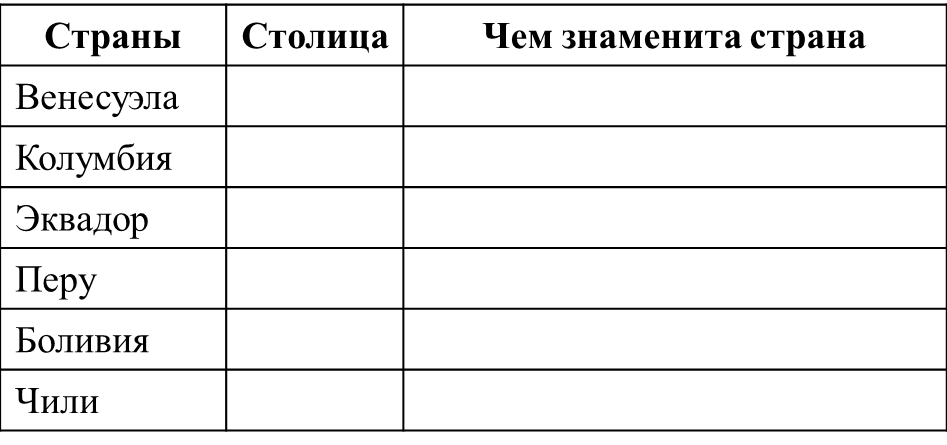 Страны Столица Чем знаменита страна
Венесуэла
Колумбия
Эквадор
Перу
Боливия
Чили